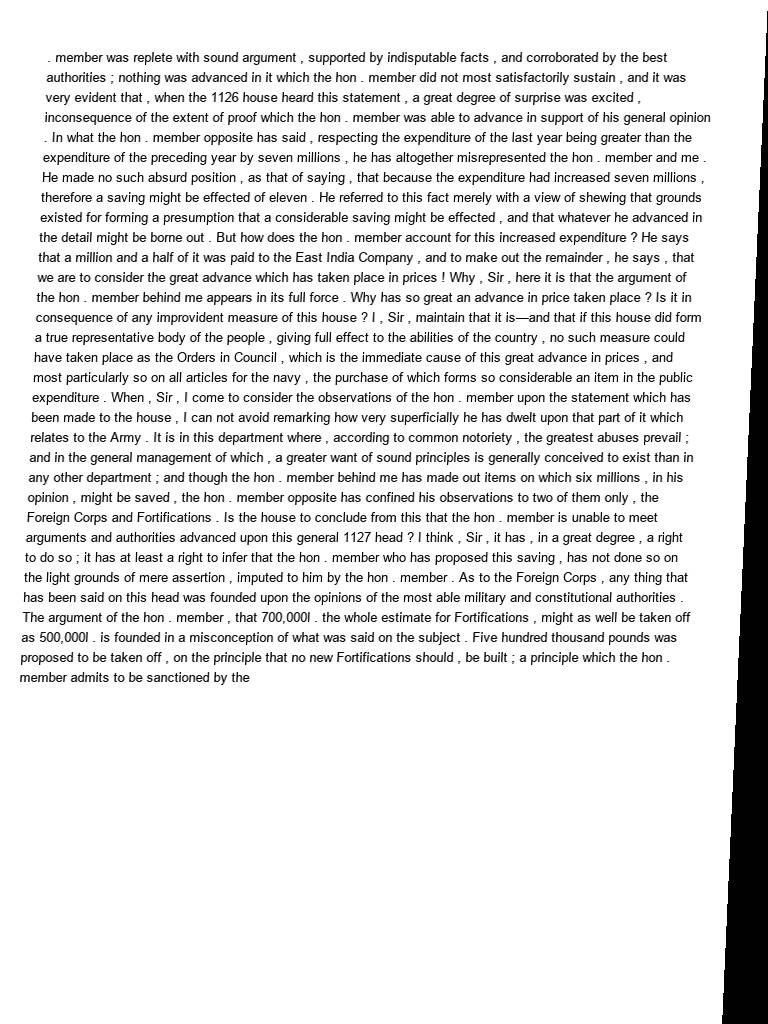 . member was replete with sound argument , supported by indisputable facts , and corroborated by the best
authorities ; nothing was advanced in it which the hon . member did not most satisfactorily sustain , and it was
very evident that , when the 1126 house heard this statement , a great degree of surprise was excited ,
inconsequence of the extent of proof which the hon . member was able to advance in support of his general opinion
. In what the hon . member opposite has said , respecting the expenditure of the last year being greater than the
expenditure of the preceding year by seven millions , he has altogether misrepresented the hon . member and me .
He made no such absurd position , as that of saying , that because the expenditure had increased seven millions ,
therefore a saving might be effected of eleven . He referred to this fact merely with a view of shewing that grounds
existed for forming a presumption that a considerable saving might be effected , and that whatever he advanced in
the detail might be borne out . But how does the hon . member account for this increased expenditure ? He says
that a million and a half of it was paid to the East India Company , and to make out the remainder , he says , that
we are to consider the great advance which has taken place in prices ! Why , Sir , here it is that the argument of
the hon . member behind me appears in its full force . Why has so great an advance in price taken place ? Is it in
consequence of any improvident measure of this house ? I , Sir , maintain that it is—and that if this house did form
a true representative body of the people , giving full effect to the abilities of the country , no such measure could
have taken place as the Orders in Council , which is the immediate cause of this great advance in prices , and
most particularly so on all articles for the navy , the purchase of which forms so considerable an item in the public
expenditure . When , Sir , I come to consider the observations of the hon . member upon the statement which has
been made to the house , I can not avoid remarking how very superficially he has dwelt upon that part of it which
relates to the Army . It is in this department where , according to common notoriety , the greatest abuses prevail ;
and in the general management of which , a greater want of sound principles is generally conceived to exist than in
any other department ; and though the hon . member behind me has made out items on which six millions , in his
opinion , might be saved , the hon . member opposite has confined his observations to two of them only , the
Foreign Corps and Fortifications . Is the house to conclude from this that the hon . member is unable to meet
arguments and authorities advanced upon this general 1127 head ? I think , Sir , it has , in a great degree , a right
to do so ; it has at least a right to infer that the hon . member who has proposed this saving , has not done so on
the light grounds of mere assertion , imputed to him by the hon . member . As to the Foreign Corps , any thing that
has been said on this head was founded upon the opinions of the most able military and constitutional authorities .
The argument of the hon . member , that 700,000l . the whole estimate for Fortifications , might as well be taken off
as 500,000l . is founded in a misconception of what was said on the subject . Five hundred thousand pounds was
proposed to be taken off , on the principle that no new Fortifications should , be built ; a principle which the hon .
member admits to be sanctioned by the